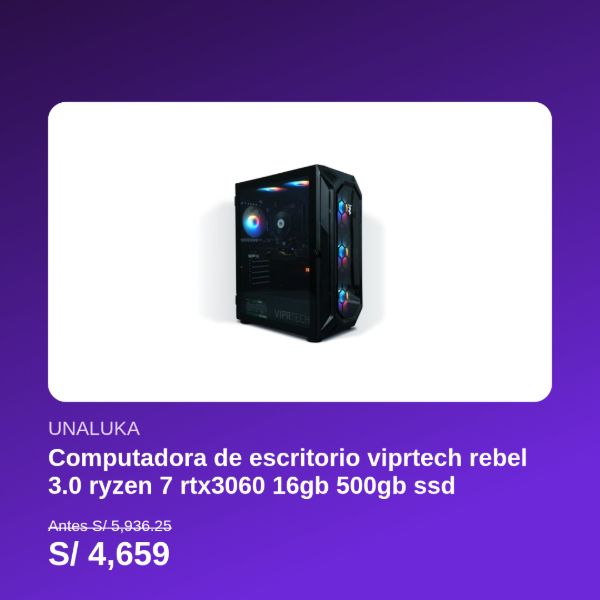 VIPRTECH
UNALUKA
Computadora de escritorio viprtech rebel
3.0 ryzen 7 rtx3060 16gb 500gb ssd
Antes S/ 5,936.25
S/ 4,659